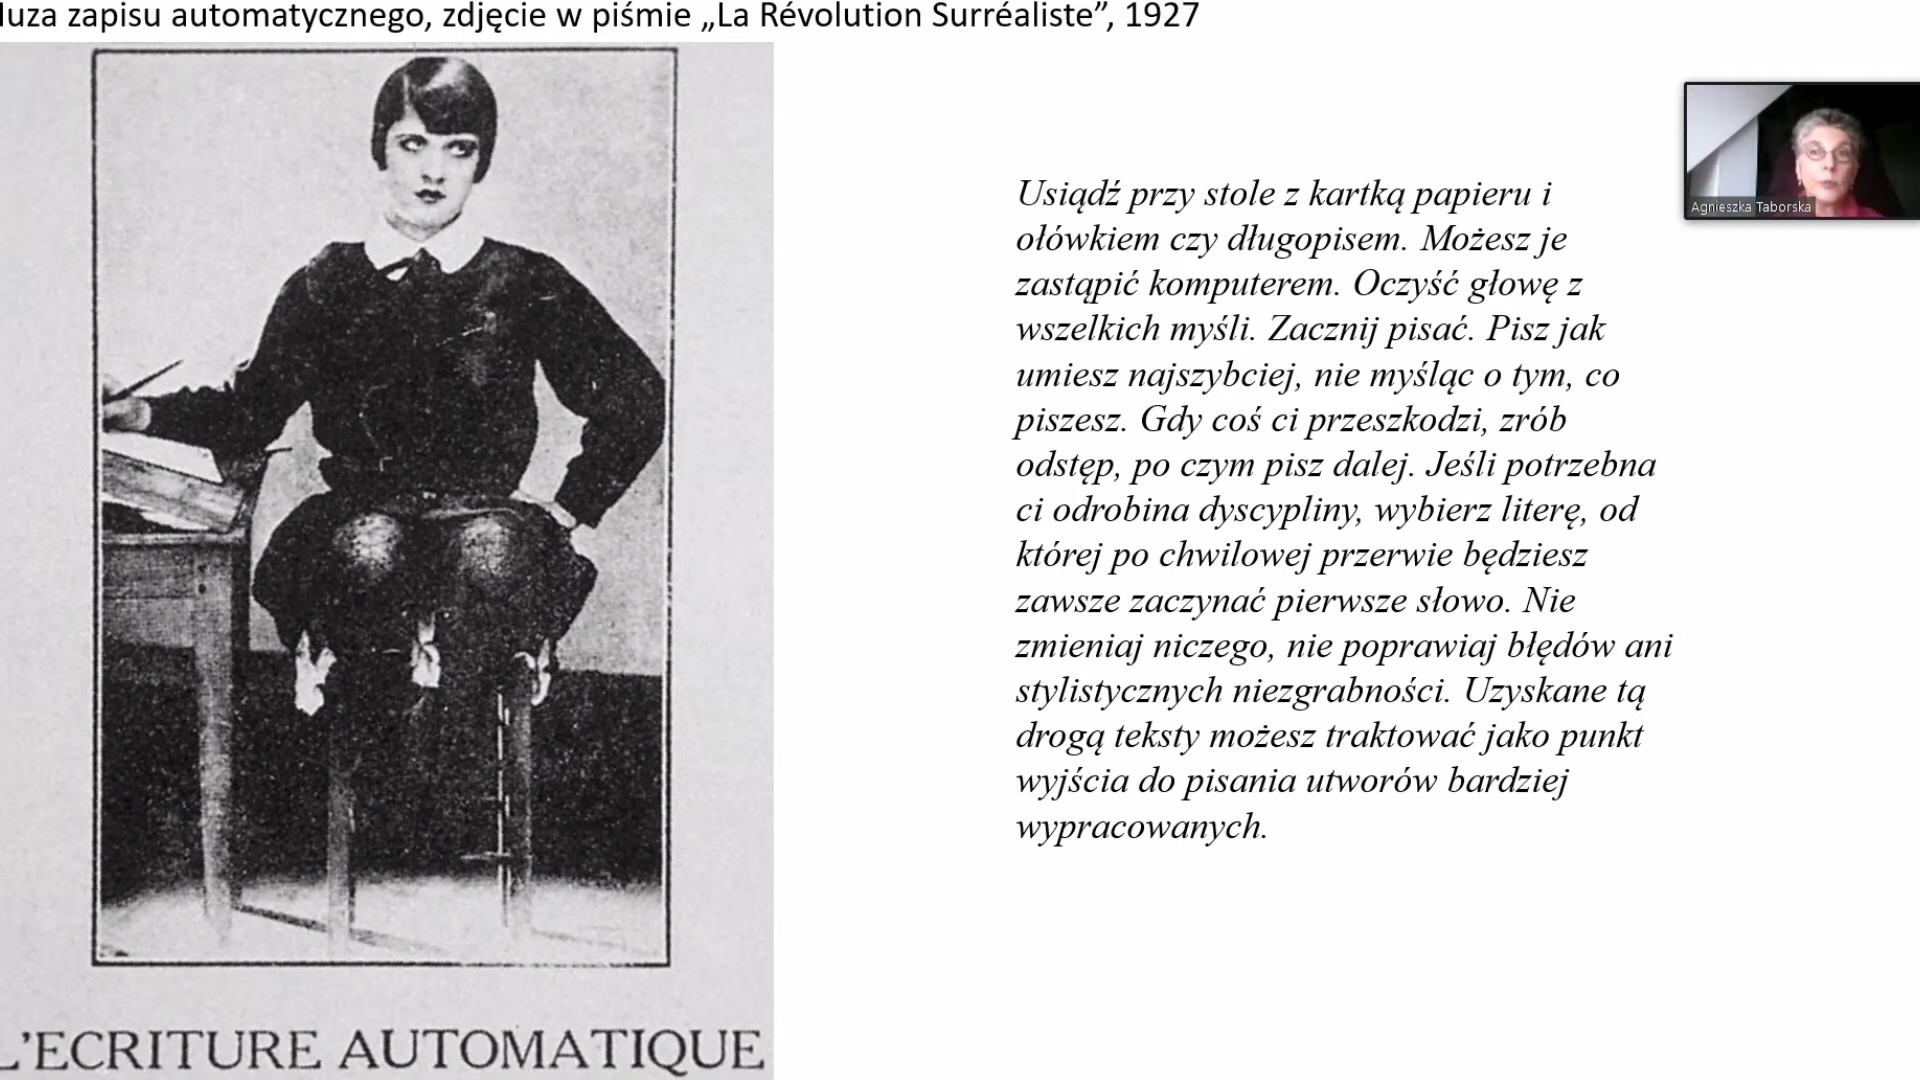 luza zapisu automatycznego, zdjęcie w piśmie „La Révolution Surréaliste”, 1927
Agnieszka Taborska
Usiądź przy stole z kartką papieru i
ołówkiem czy długopisem. Możesz je
zastąpić komputerem. Oczyść głowę z
wszelkich myśli. Zacznij pisać. Pisz jak
umiesz najszybciej, nie myśląc o tym, co
piszesz. Gdy coś ci przeszkodzi, zrób
odstęp, po czym pisz dalej. Jeśli potrzebna
ci odrobina dyscypliny, wybierz literę, od
której po chwilowej przerwie będziesz
zawsze zaczynać pierwsze słowo. Nie
zmieniaj niczego, nie poprawiaj błędów ani
stylistycznych niezgrabności. Uzyskane tą
drogą teksty możesz traktować jako punkt
wyjścia do pisania utworów bardziej
wypracowanych.
L'ECRITURE AUTOMATIQUE